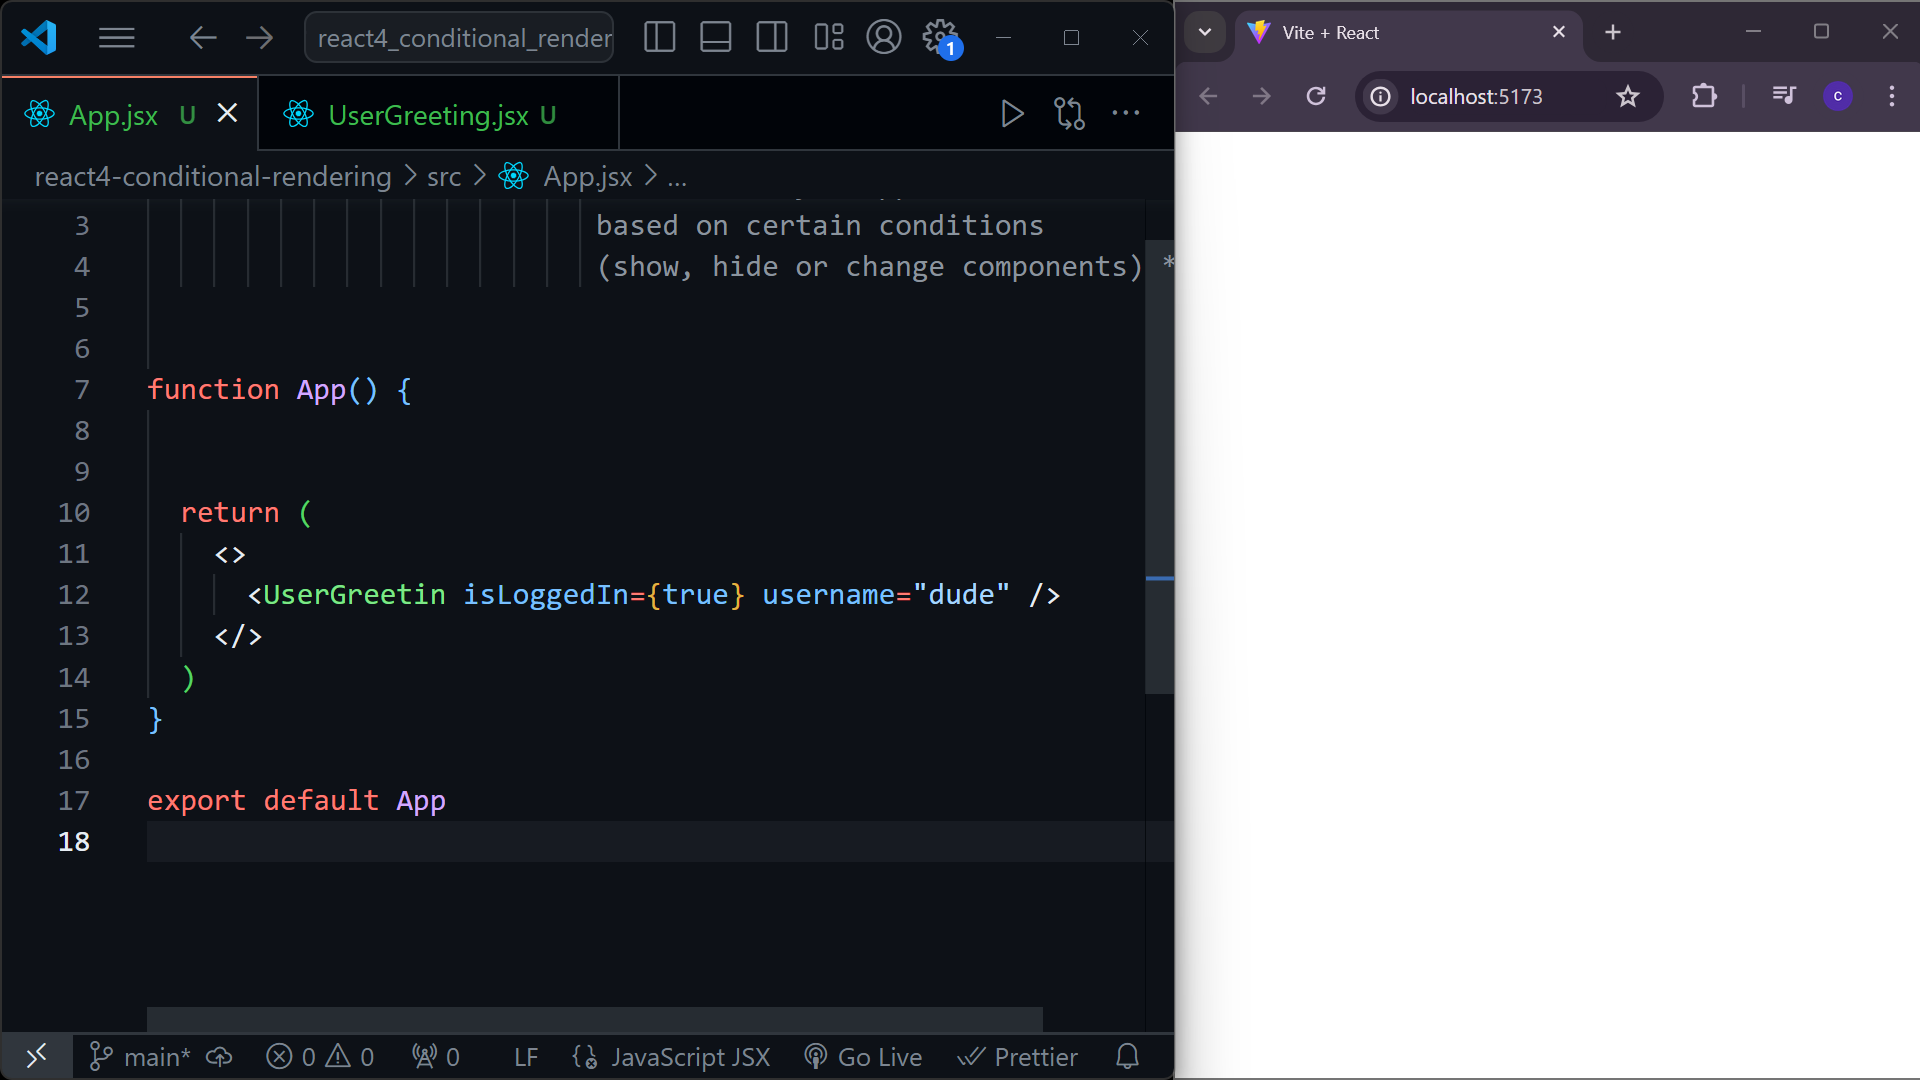 react4_conditional_render
1
App.jsx U
UserGreeting.jsx U
react4-conditional-rendering > src > App.jsx > ...
3 based on certain conditions
4 (show, hide or change components) *
5
6
7 function App() {
8
9
10 return (
11 <>
12 <UserGreetin isLoggedIn={true} username="dude" />
13 </>
14 )
15 }
16
17 export default App
18
main* 0 0 0 LF JavaScript JSX Go Live Prettier
Vite + React
localhost:5173
c